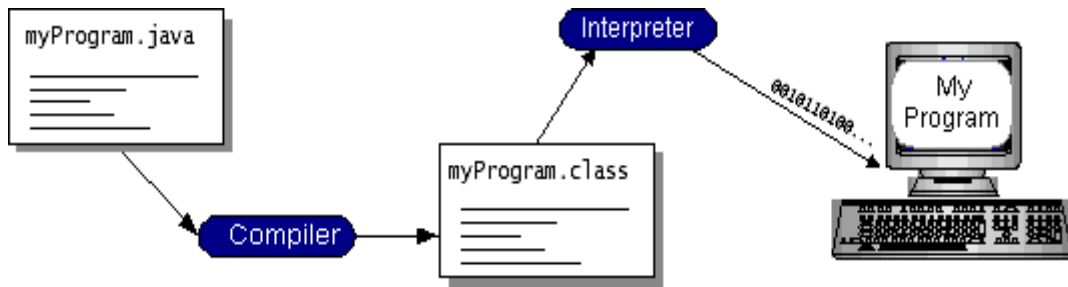 myProgram.java
Compiler
myProgram.class
Interpreter
0010110100...
My
Program